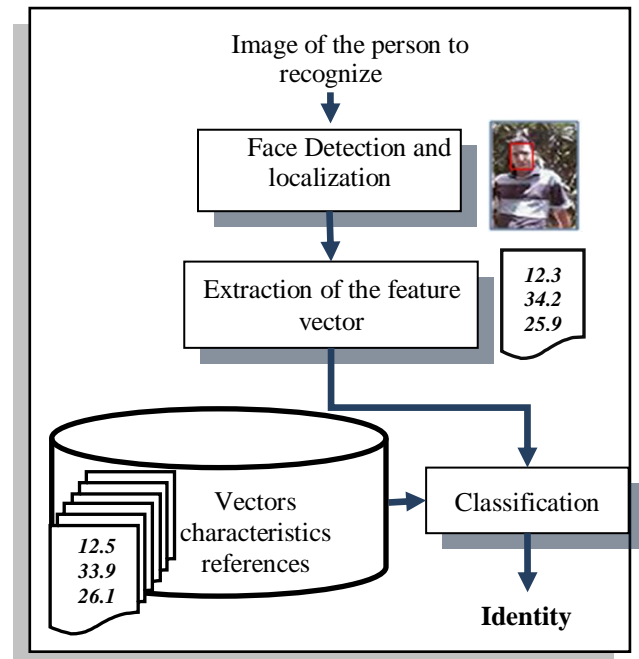 Image of the person to
recognize
Face Detection and
localization
Extraction of the feature
vector
12.3
34.2
25.9
Vectors
characteristics
references
12.5
33.9
26.1
Classification
Identity